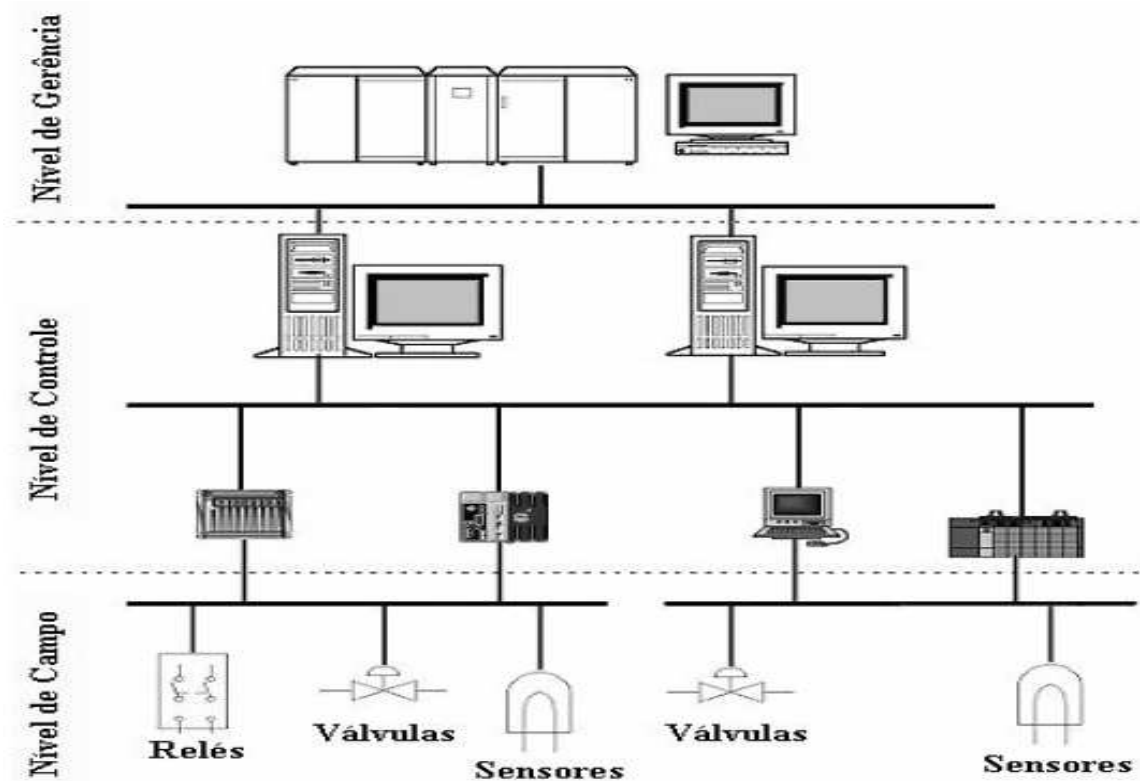 Nível de Gerência
Nível de Controle
Nível de Campo
Relés
Válvulas
Sensores
Válvulas
Sensores